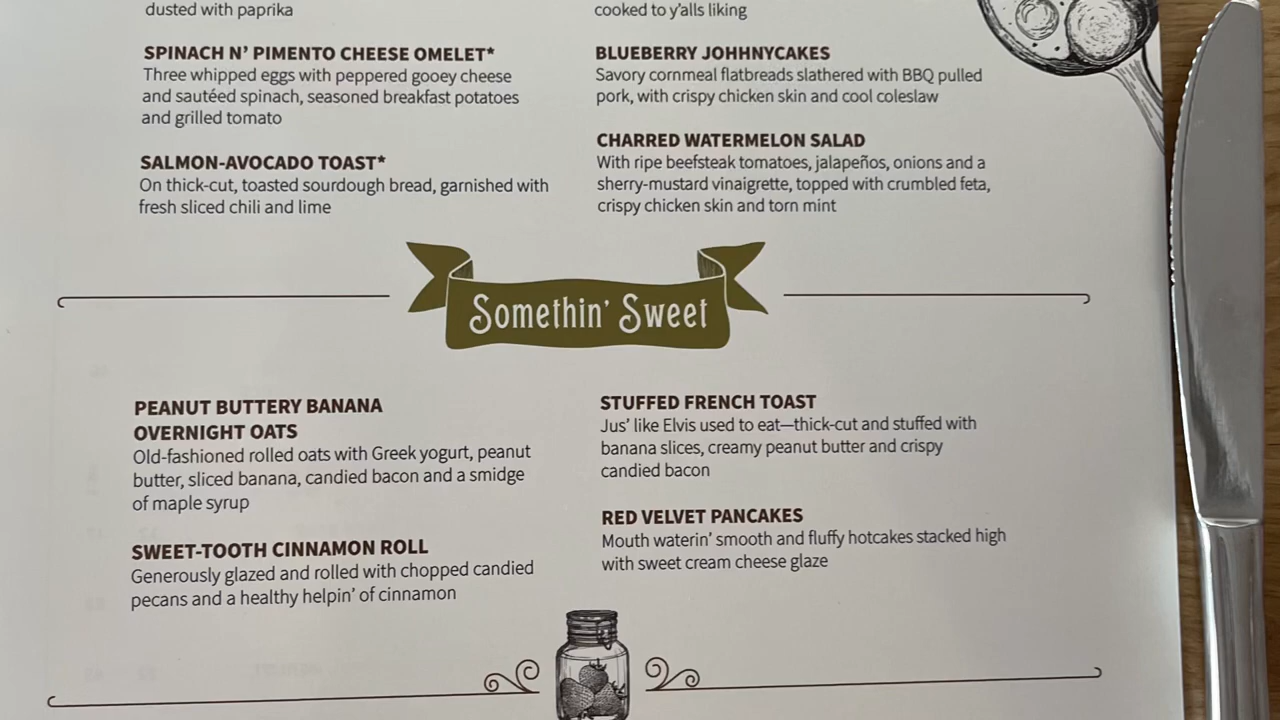 dusted with paprika
SPINACH N’ PIMENTO CHEESE OMELET*
Three whipped eggs with peppered gooey cheese
and sautéed spinach, seasoned breakfast potatoes
and grilled tomato
SALMON-AVOCADO TOAST*
On thick-cut, toasted sourdough bread, garnished with
fresh sliced chili and lime
cooked to y’alls liking
BLUEBERRY JOHHNYCAKES
Savory cornmeal flatbreads slathered with BBQ pulled
pork, with crispy chicken skin and cool coleslaw
CHARRED WATERMELON SALAD
With ripe beefsteak tomatoes, jalapeños, onions and a
sherry-mustard vinaigrette, topped with crumbled feta,
crispy chicken skin and torn mint
Somethin’ Sweet
PEANUT BUTTERY BANANA
OVERNIGHT OATS
Old-fashioned rolled oats with Greek yogurt, peanut
butter, sliced banana, candied bacon and a smidge
of maple syrup
SWEET-TOOTH CINNAMON ROLL
Generously glazed and rolled with chopped candied
pecans and a healthy helpin’ of cinnamon
STUFFED FRENCH TOAST
Jus’ like Elvis used to eat—thick-cut and stuffed with
banana slices, creamy peanut butter and crispy
candied bacon
RED VELVET PANCAKES
Mouth waterin’ smooth and fluffy hotcakes stacked high
with sweet cream cheese glaze